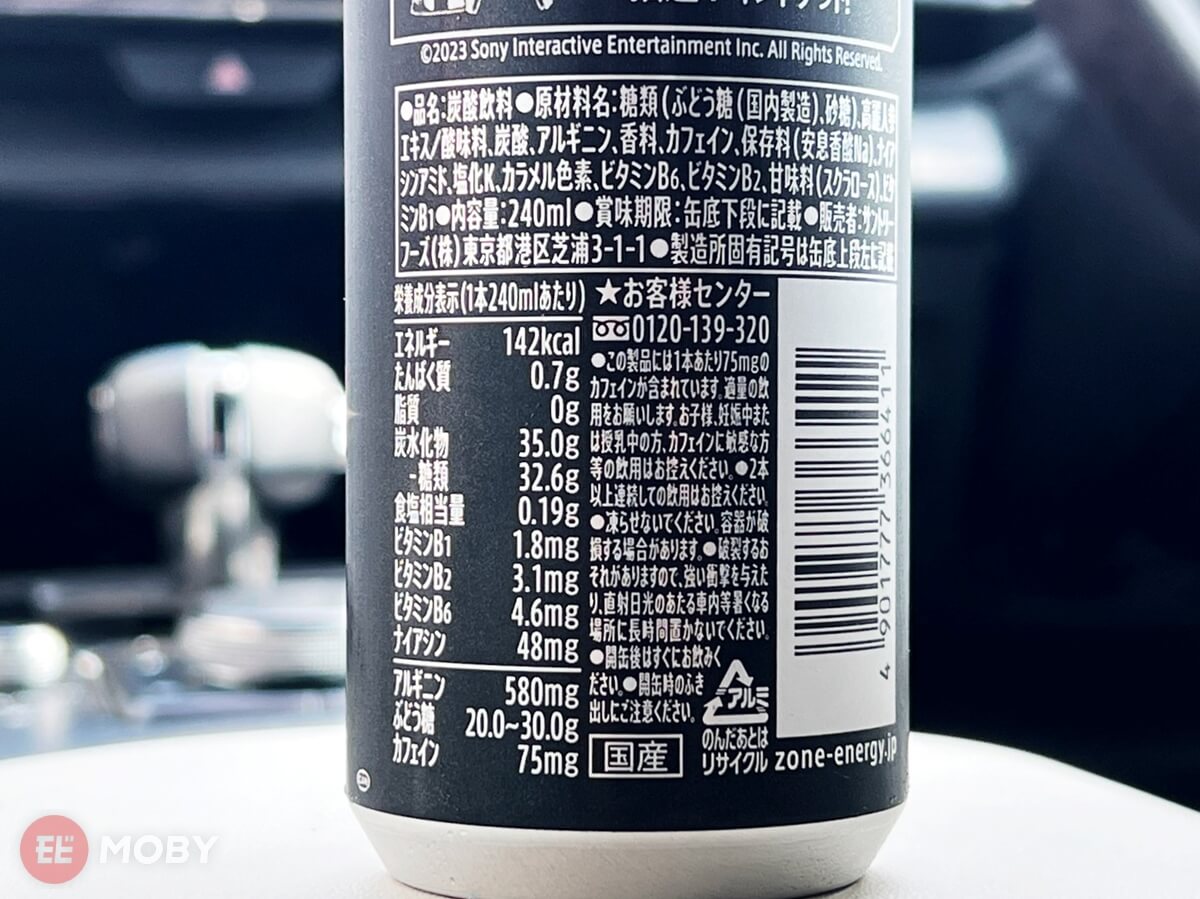 ©2023 Sony Interactive Entertainment Inc. All Rights Reserved.
●品名:炭酸飲料●原材料名:糖類(ぶどう糖(国内製造)、砂糖)、高麗人参
エキス/酸味料、炭酸、アルギニン、香料、カフェイン、保存料(安息香酸Na)、ナイア
シンアミド、塩化K、カラメル色素、ビタミンB6、ビタミンB2、甘味料(スクラロース)、ビタ
ミンB1●内容量:240ml●賞味期限:缶底下段に記載●販売者:サントリー
フーズ(株)東京都港区芝浦3-1-1●製造所固有記号は缶底上段左に記載
栄養成分表示(1本240mlあたり)
エネルギー 142kcal
たんぱく質 0.7g
脂質 0g
炭水化物 35.0g
-糖類 32.6g
食塩相当量 0.19g
ビタミンB1 1.8mg
ビタミンB2 3.1mg
ビタミンB6 4.6mg
ナイアシン 48mg
アルギニン 580mg
ぶどう糖 20.0~30.0g
カフェイン 75mg
★お客様センター
0120-139-320
●この製品には1本あたり75mgの
カフェインが含まれています。適量の飲
用をお願いします。お子様、妊娠中また
は授乳中の方、カフェインに敏感な方
等の飲用はお控えください。●2本
以上連続しての飲用はお控えください。
●凍らせないでください。容器が破
損する場合があります。●破裂するお
それがありますので、強い衝撃を与えた
り、直射日光のあたる車内等暑くなる
場所に長時間置かないでください。
●開缶後はすぐにお飲みく
ださい。●開缶時のふき
出しにご注意ください。
国産
アルミ
のんだあとは
リサイクル
zone-energy.jp
4 901777 366411
モビ MOBY